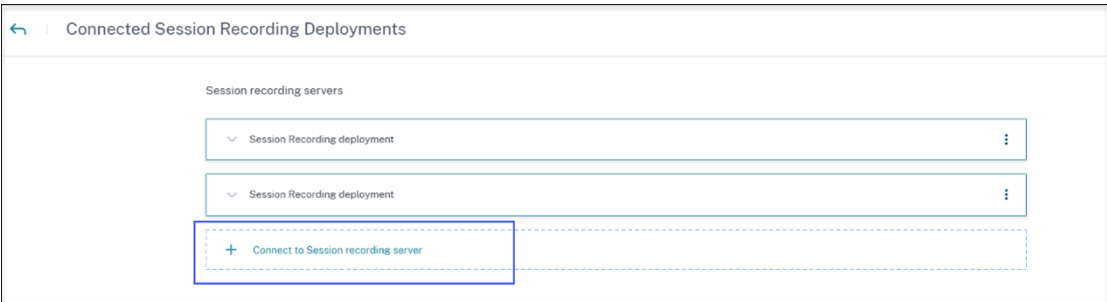 Connected Session Recording Deployments
Session recording servers
Session Recording deployment
Session Recording deployment
+ Connect to Session recording server